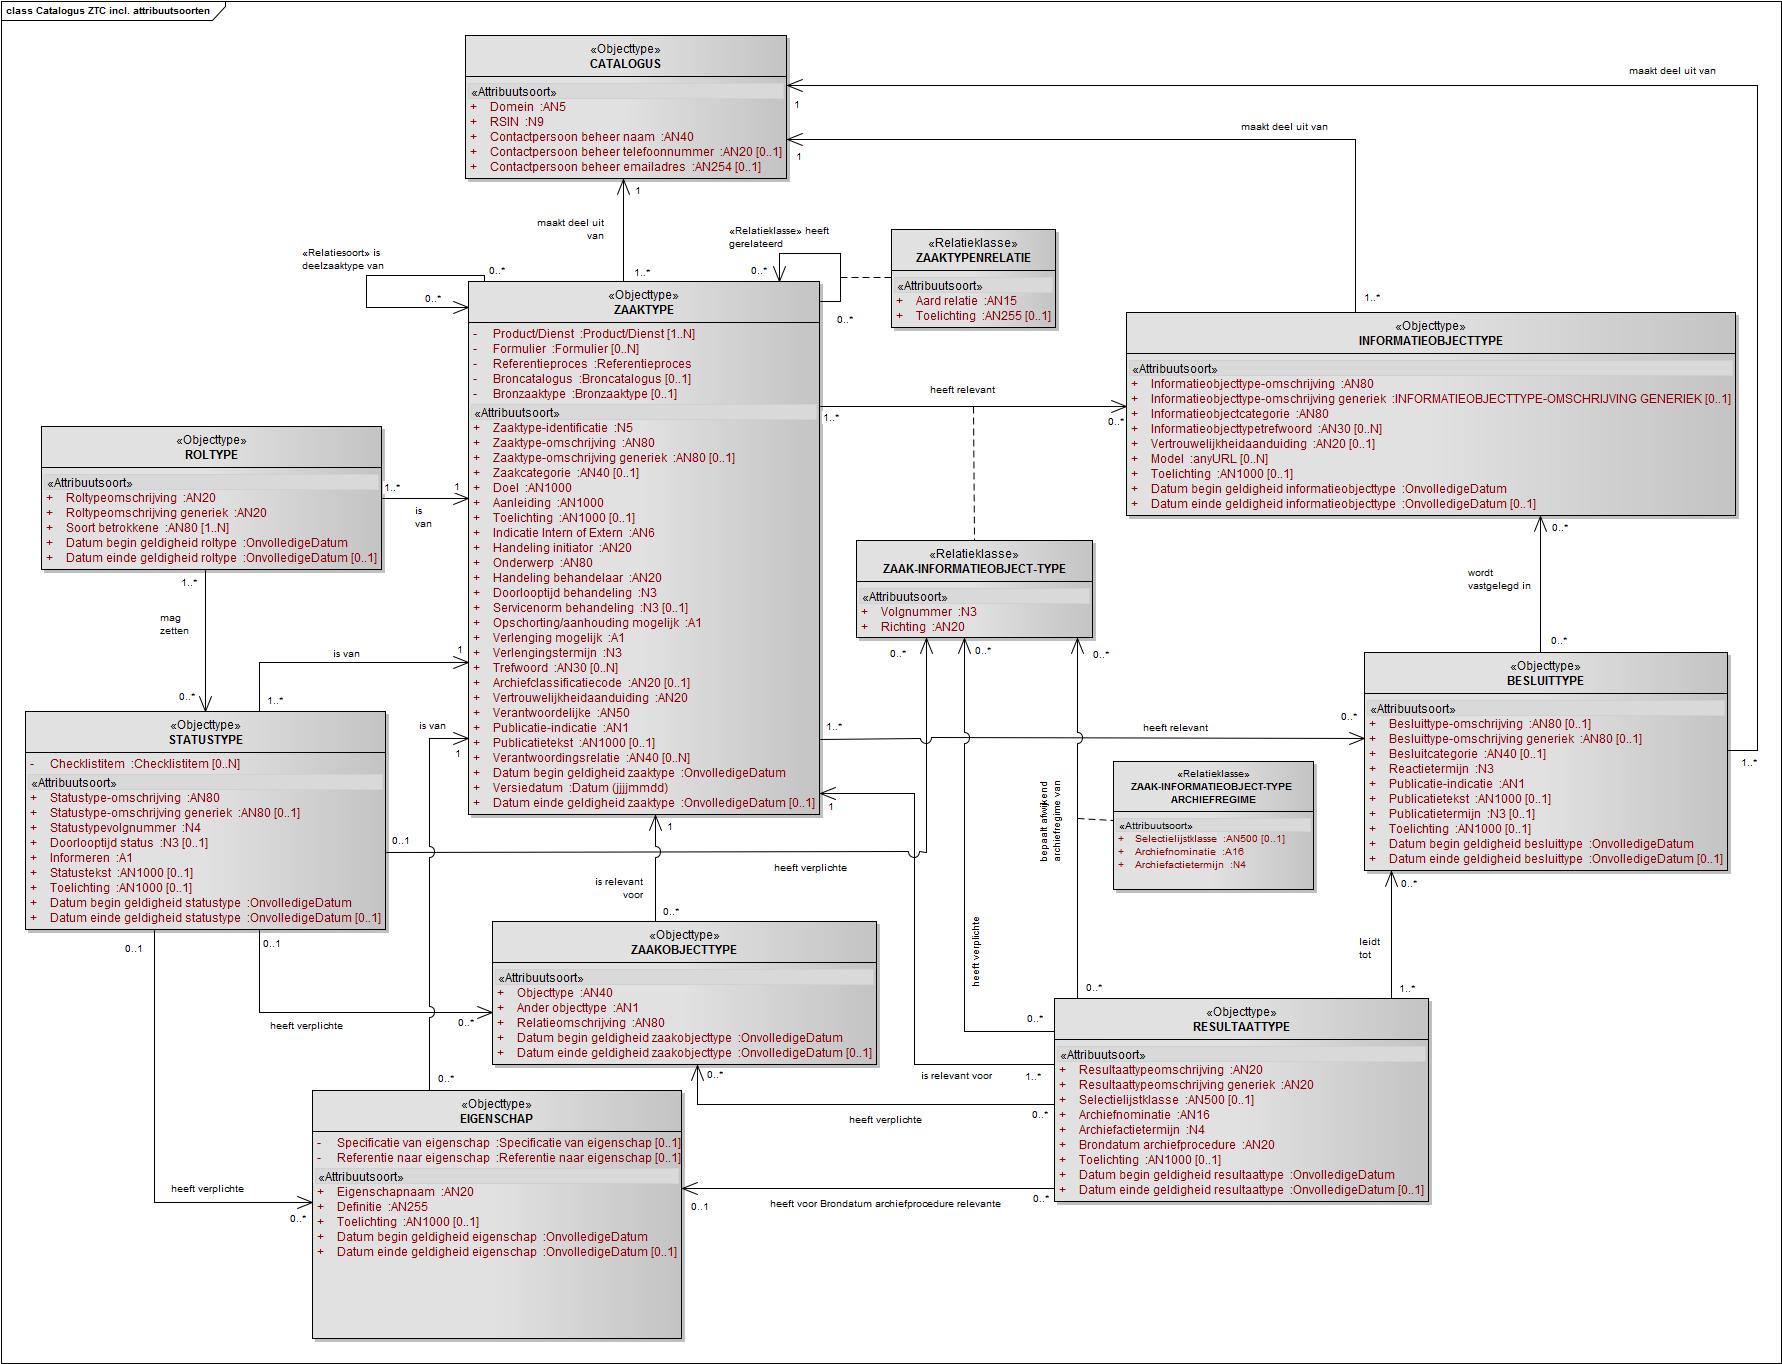 class Catalogus ZTC incl. attribuutsoorten
«Objecttype»
CATALOGUS
«Attribuutsoort»
+ Domein :AN5
+ RSIN :N9
+ Contactpersoon beheer naam :AN40
+ Contactpersoon beheer telefoonnummer :AN20 [0..1]
+ Contactpersoon beheer emailadres :AN254 [0..1]
maakt deel uit van
1
maakt deel uit van
1
1
maakt deel uit
van
1..*
«Relatiesoort» is
deelzaaktype van
0..*
0..*
«Relatieklasse» heeft
gerelateerd
0..*
0..*
«Relatieklasse»
ZAAKTYPENRELATIE
«Attribuutsoort»
+ Aard relatie :AN15
+ Toelichting :AN255 [0..1]
«Objecttype»
ZAAKTYPE
- Product/Dienst :Product/Dienst [1..N]
- Formulier :Formulier [0..N]
- Referentieproces :Referentieproces
- Broncatalogus :Broncatalogus [0..1]
- Bronzaaktype :Bronzaaktype [0..1]
«Attribuutsoort»
+ Zaaktype-identificatie :N5
+ Zaaktype-omschrijving :AN80
+ Zaaktype-omschrijving generiek :AN80 [0..1]
+ Zaakcategorie :AN40 [0..1]
+ Doel :AN1000
+ Aanleiding :AN1000
+ Toelichting :AN1000 [0..1]
+ Indicatie Intern of Extern :AN6
+ Handeling initiator :AN20
+ Onderwerp :AN80
+ Handeling behandelaar :AN20
+ Doorlooptijd behandeling :N3
+ Servicenorm behandeling :N3 [0..1]
+ Opschorting/aanhouding mogelijk :A1
+ Verlenging mogelijk :A1
+ Verlengingstermijn :N3
+ Trefwoord :AN30 [0..N]
+ Archiefclassificatiecode :AN20 [0..1]
+ Vertrouwelijkheidaanduiding :AN20
+ Verantwoordelijke :AN50
+ Publicatie-indicatie :AN1
+ Publicatietekst :AN1000 [0..1]
+ Verantwoordingsrelatie :AN40 [0..N]
+ Datum begin geldigheid zaaktype :OnvolledigeDatum
+ Versiedatum :Datum (jjjjmmdd)
+ Datum einde geldigheid zaaktype :OnvolledigeDatum [0..1]
1..*
«Objecttype»
INFORMATIEOBJECTTYPE
«Attribuutsoort»
+ Informatieobjecttype-omschrijving :AN80
+ Informatieobjecttype-omschrijving generiek :INFORMATIEOBJECTTYPE-OMSCHRIJVING GENERIEK [0..1]
+ Informatieobjectcategorie :AN80
+ Informatieobjecttypetrefwoord :AN30 [0..N]
+ Vertrouwelijkheidaanduiding :AN20 [0..1]
+ Model :anyURL [0..N]
+ Toelichting :AN1000 [0..1]
+ Datum begin geldigheid informatieobjecttype :OnvolledigeDatum
+ Datum einde geldigheid informatieobjecttype :OnvolledigeDatum [0..1]
heeft relevant
1..*
0..*
«Objecttype»
ROLTYPE
«Attribuutsoort»
+ Roltypeomschrijving :AN20
+ Roltypeomschrijving generiek :AN20
+ Soort betrokkene :AN80 [1..N]
+ Datum begin geldigheid roltype :OnvolledigeDatum
+ Datum einde geldigheid roltype :OnvolledigeDatum [0..1]
1..*
1
is
van
1..*
mag
zetten
0..*
is van
1
1..*
«Relatieklasse»
ZAAK-INFORMATIEOBJECT-TYPE
«Attribuutsoort»
+ Volgnummer :N3
+ Richting :AN20
0..*
0..*
0..*
0..*
wordt
vastgelegd in
0..*
«Objecttype»
BESLUITTYPE
«Attribuutsoort»
+ Besluittype-omschrijving :AN80 [0..1]
+ Besluittype-omschrijving generiek :AN80 [0..1]
+ Besluitcategorie :AN40 [0..1]
+ Reactietermijn :N3
+ Publicatie-indicatie :AN1
+ Publicatietekst :AN1000 [0..1]
+ Publicatietermijn :N3 [0..1]
+ Toelichting :AN1000 [0..1]
+ Datum begin geldigheid besluittype :OnvolledigeDatum
+ Datum einde geldigheid besluittype :OnvolledigeDatum [0..1]
1..*
1..*
heeft relevant
0..*
«Objecttype»
STATUSTYPE
- Checklistitem :Checklistitem [0..N]
«Attribuutsoort»
+ Statustype-omschrijving :AN80
+ Statustype-omschrijving generiek :AN80 [0..1]
+ Statustypevolgnummer :N4
+ Doorlooptijd status :N3 [0..1]
+ Informeren :A1
+ Statustekst :AN1000 [0..1]
+ Toelichting :AN1000 [0..1]
+ Datum begin geldigheid statustype :OnvolledigeDatum
+ Datum einde geldigheid statustype :OnvolledigeDatum [0..1]
is van
1
0..1
heeft verplichte
bepaalt afwijkend
archiefregime van
«Relatieklasse»
ZAAK-INFORMATIEOBJECT-TYPE
ARCHIEFREGIME
«Attribuutsoort»
+ Selectielijstklasse :AN500 [0..1]
+ Archiefnominatie :A16
+ Archiefactietermijn :N4
1
1
is relevant
voor
0..*
0..1
0..1
heeft verplichte
0..*
«Objecttype»
ZAAKOBJECTTYPE
«Attribuutsoort»
+ Objecttype :AN40
+ Ander objecttype :AN1
+ Relatieomschrijving :AN80
+ Datum begin geldigheid zaakobjecttype :OnvolledigeDatum
+ Datum einde geldigheid zaakobjecttype :OnvolledigeDatum [0..1]
heeft verplichte
0..*
leidt
tot
0..*
1..*
0..*
0..*
«Objecttype»
RESULTAATTYPE
«Attribuutsoort»
+ Resultaattypeomschrijving :AN20
+ Resultaattypeomschrijving generiek :AN20
+ Selectielijstklasse :AN500 [0..1]
+ Archiefnominatie :AN16
+ Archiefactietermijn :N4
+ Brondatum archiefprocedure :AN20
+ Toelichting :AN1000 [0..1]
+ Datum begin geldigheid resultaattype :OnvolledigeDatum
+ Datum einde geldigheid resultaattype :OnvolledigeDatum [0..1]
is relevant voor
1..*
0..*
heeft verplichte
0..*
0..*
«Objecttype»
EIGENSCHAP
- Specificatie van eigenschap :Specificatie van eigenschap [0..1]
- Referentie naar eigenschap :Referentie naar eigenschap [0..1]
«Attribuutsoort»
+ Eigenschapnaam :AN20
+ Definitie :AN255
+ Toelichting :AN1000 [0..1]
+ Datum begin geldigheid eigenschap :OnvolledigeDatum
+ Datum einde geldigheid eigenschap :OnvolledigeDatum [0..1]
heeft verplichte
0..*
0..1
heeft voor Brondatum archiefprocedure relevante
0..*